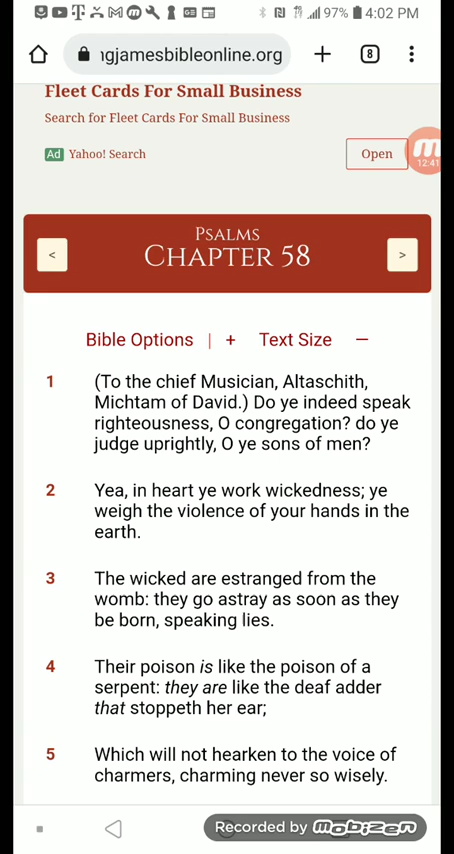 97% 4:02 PM
ngjamesbibleonline.org
8
Fleet Cards For Small Business
Search for Fleet Cards For Small Business
Ad Yahoo! Search
Open
12:41
< PSALMS >
CHAPTER 58
Bible Options | + Text Size —
1 (To the chief Musician, Altaschith,
Michtam of David.) Do ye indeed speak
righteousness, O congregation? do ye
judge uprightly, O ye sons of men?
2 Yea, in heart ye work wickedness; ye
weigh the violence of your hands in the
earth.
3 The wicked are estranged from the
womb: they go astray as soon as they
be born, speaking lies.
4 Their poison is like the poison of a
serpent: they are like the deaf adder
that stoppeth her ear;
5 Which will not hearken to the voice of
charmers, charming never so wisely.
Recorded by mobizen